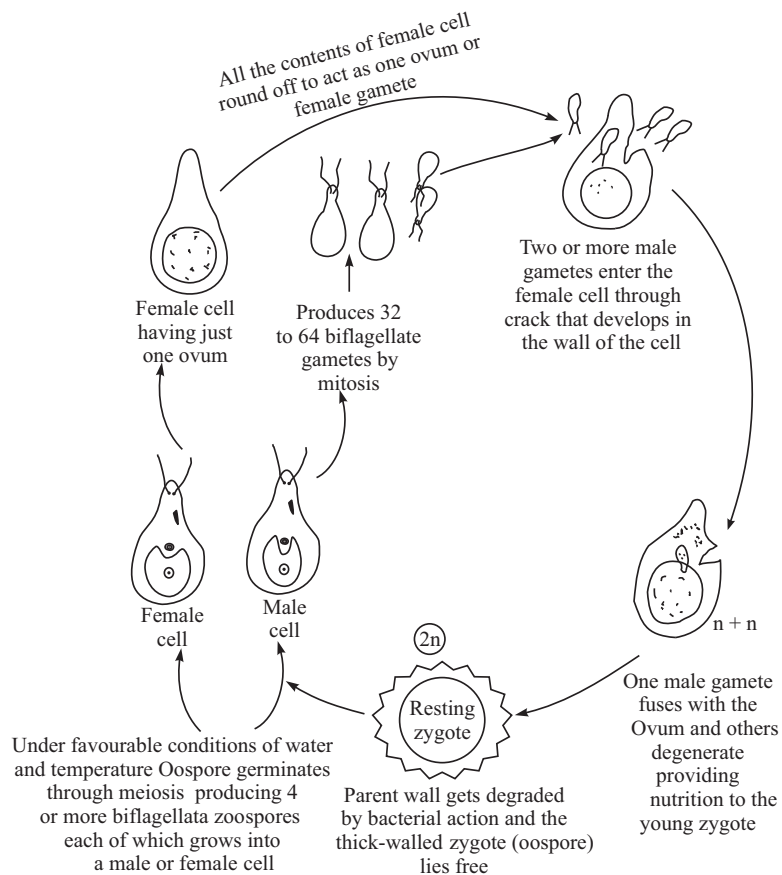 All the contents of female cell
round off to act as one ovum or
female gamete
Female cell
having just
one ovum
Produces 32
to 64 biflagellate
gametes by
mitosis
Two or more male
gametes enter the
female cell through
crack that develops in
the wall of the cell
Female
cell
Male
cell
n + n
2n
Resting
zygote
One male gamete
fuses with the
Ovum and others
degenerate
providing
nutrition to the
young zygote
Under favourable conditions of water
and temperature Oospore germinates
through meiosis producing 4
or more biflagellata zoospores
each of which grows into
a male or female cell
Parent wall gets degraded
by bacterial action and the
thick-walled zygote (oospore)
lies free